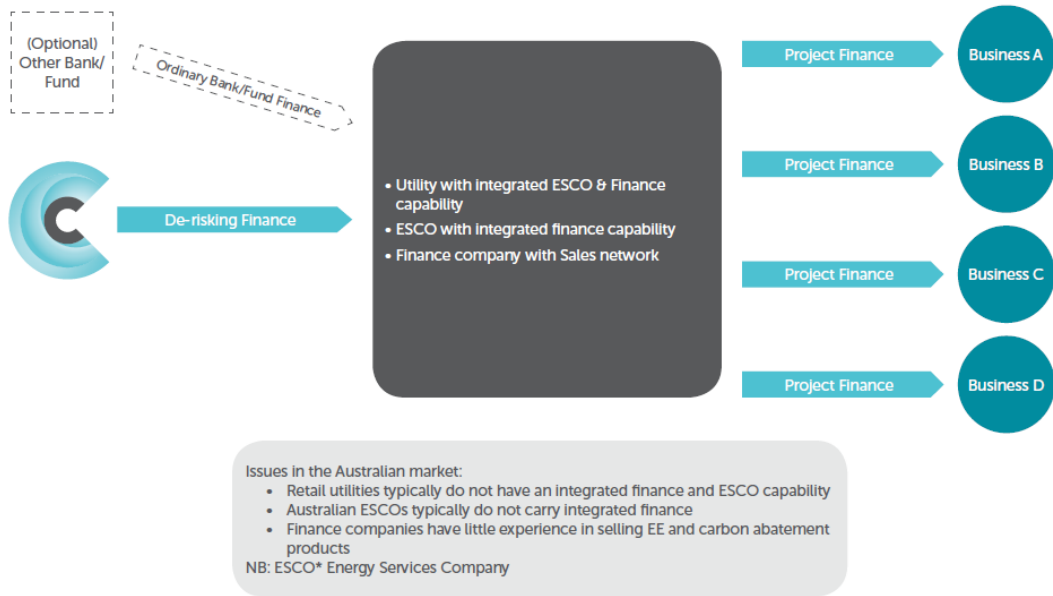 (Optional)
Other Bank/
Fund
Ordinary Bank/Fund Finance
De-risking Finance
• Utility with integrated ESCO & Finance
capability
• ESCO with integrated finance capability
• Finance company with Sales network
Project Finance
Business A
Project Finance
Business B
Project Finance
Business C
Project Finance
Business D
Issues in the Australian market:
• Retail utilities typically do not have an integrated finance and ESCO capability
• Australian ESCOs typically do not carry integrated finance
• Finance companies have little experience in selling EE and carbon abatement
products
NB: ESCO* Energy Services Company